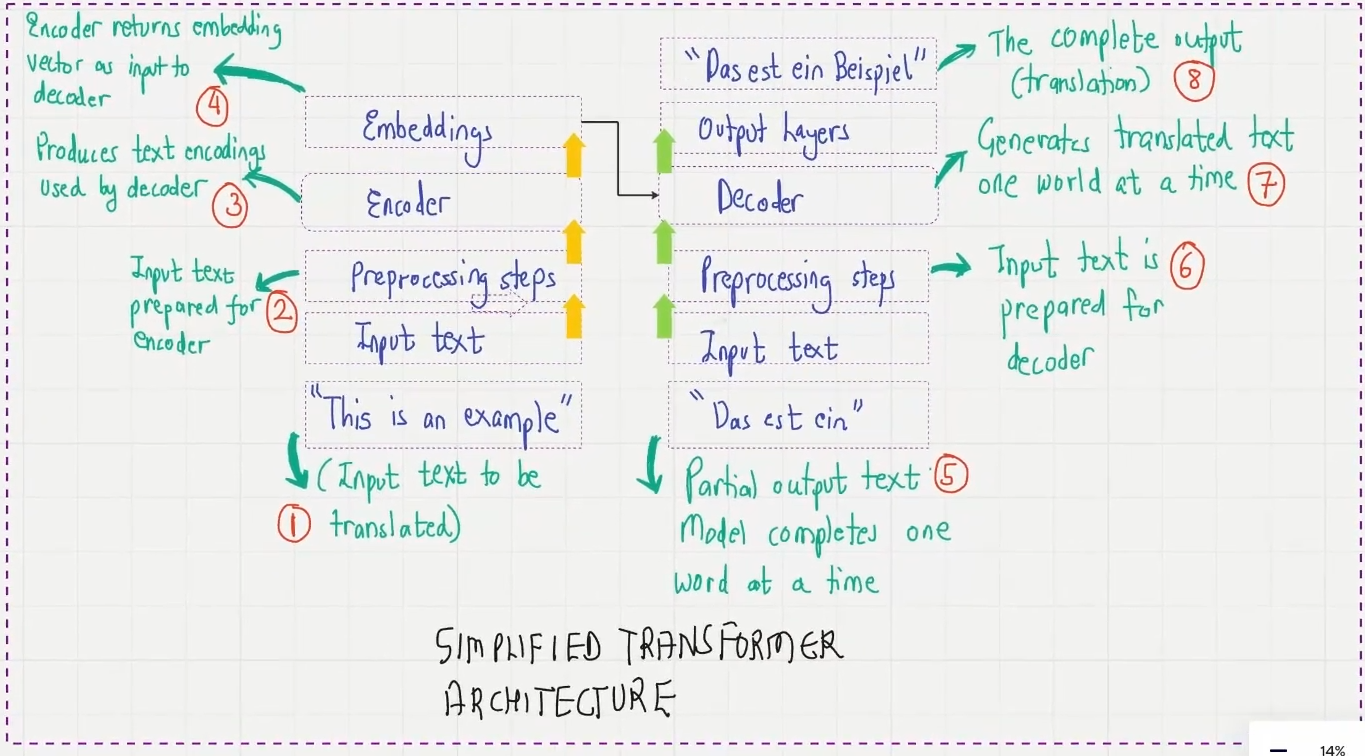 Encoder returns embedding
vector as input to
decoder
4
Produces text encodings
used by decoder
3
Input text
prepared for
encoder
2
Embeddings
Encoder
Preprocessing steps
Input text
"This is an example"
(Input text to be
translated)
1
"Das est ein Beispiel"
Output Layers
Decoder
Preprocessing steps
Input text
"Das est ein"
Partial output text
5
Model completes one
word at a time
Input text is
6
prepared for
decoder
Generates translated text
one world at a time
7
The complete output
(translation)
8
SIMPLIFIED TRANSFORMER
ARCHITECTURE
14%